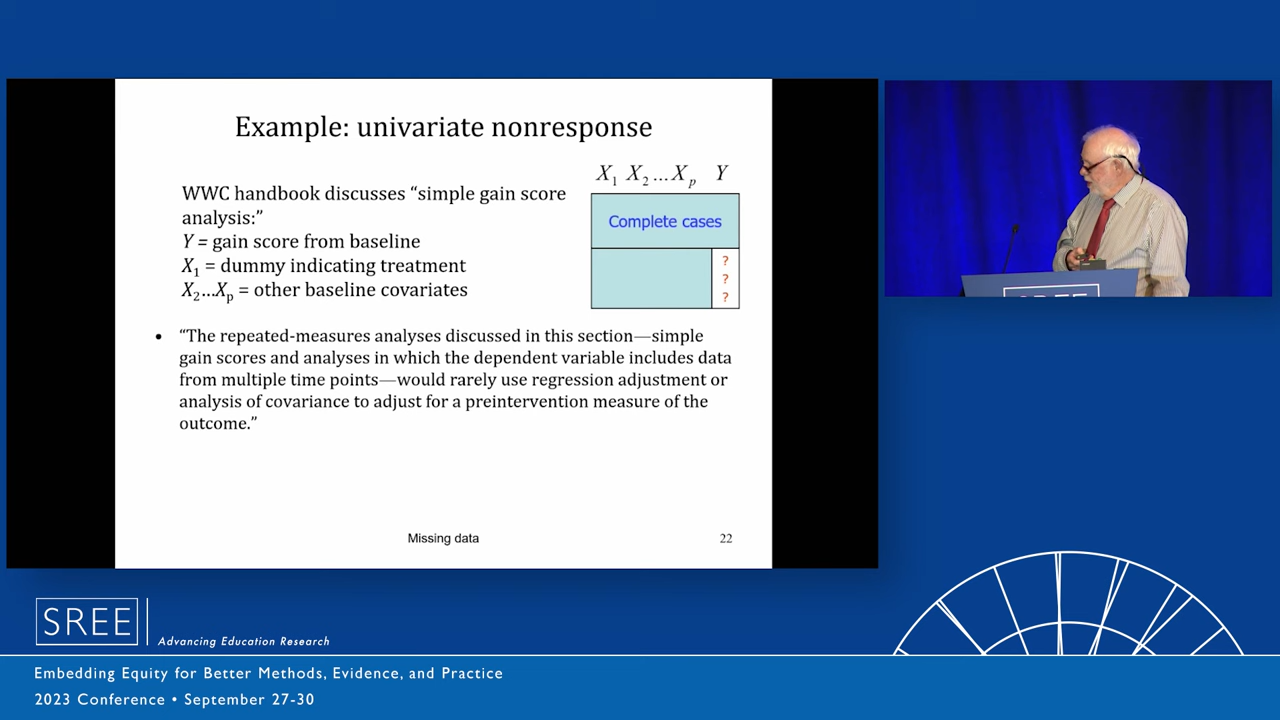 Example: univariate nonresponse
WWC handbook discusses “simple gain score
analysis:”
Y = gain score from baseline
X1 = dummy indicating treatment
X2…Xp = other baseline covariates
X1 X2 …Xp Y
Complete cases
?
?
?
• “The repeated-measures analyses discussed in this section—simple
gain scores and analyses in which the dependent variable includes data
from multiple time points—would rarely use regression adjustment or
analysis of covariance to adjust for a preintervention measure of the
outcome.”
Missing data
22
SREE
SREE
Advancing Education Research
Embedding Equity for Better Methods, Evidence, and Practice
2023 Conference • September 27-30